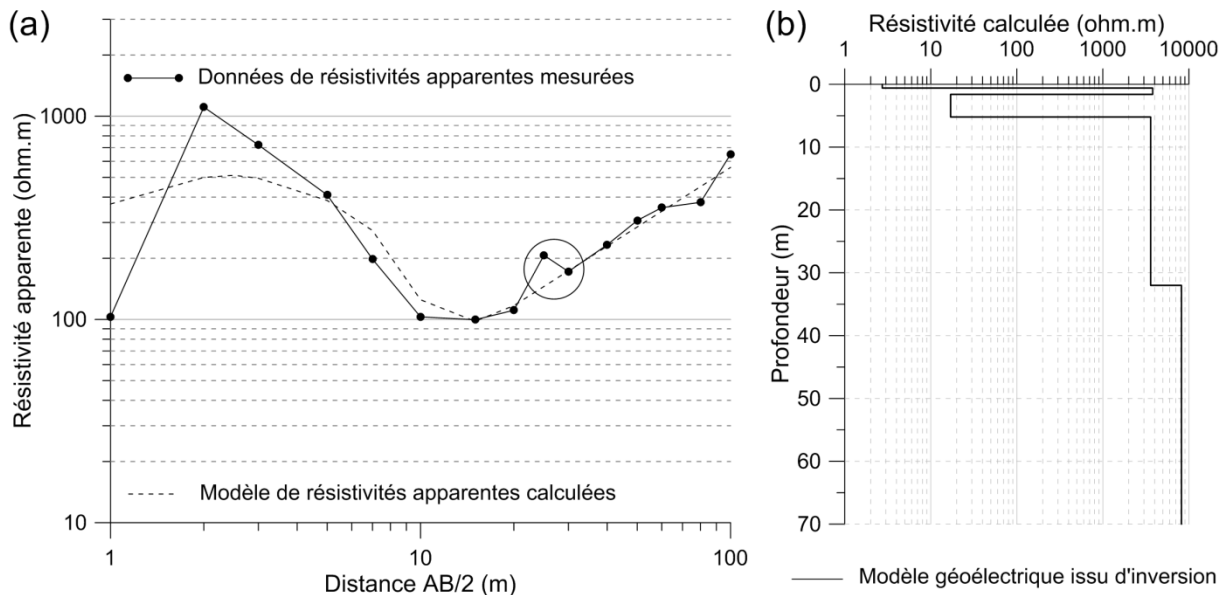 (a)
Données de résistivités apparentes mesurées
Résistivité apparente (ohm.m)
1000
100
10
Modèle de résistivités apparentes calculées
1
10
100
Distance AB/2 (m)
(b)
Résistivité calculée (ohm.m)
1
10
100
1000
10000
Profondeur (m)
0
10
20
30
40
50
60
70
Modèle géoélectrique issu d'inversion